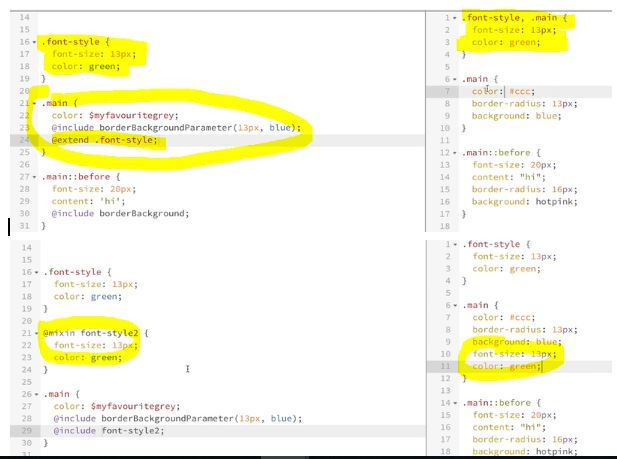 14
15
16 .font-style {
17 font-size: 13px;
18 color: green;
19 }
20
21 .main {
22 color: $myfavouritegrey;
23 @include borderBackgroundParameter(13px, blue);
24 @extend .font-style;
25 }
26
27 .main::before {
28 font-size: 20px;
29 content: 'hi';
30 @include borderBackground;
31 }
1 .font-style, .main {
2 font-size: 13px;
3 color: green;
4 }
5
6 .main {
7 color: #ccc;
8 border-radius: 13px;
9 background: blue;
10 }
11
12 .main::before {
13 font-size: 20px;
14 content: "hi";
15 border-radius: 16px;
16 background: hotpink;
17 }
18
14
15
16 .font-style {
17 font-size: 13px;
18 color: green;
19 }
20
21 @mixin font-style2 {
22 font-size: 13px;
23 color: green;
24 }
25
26 .main {
27 color: $myfavouritegrey;
28 @include borderBackgroundParameter(13px, blue);
29 @include font-style2;
30 }
31
1 .font-style {
2 font-size: 13px;
3 color: green;
4 }
5
6 .main {
7 color: #ccc;
8 border-radius: 13px;
9 background: blue;
10 font-size: 13px;
11 color: green;
12 }
13
14 .main::before {
15 font-size: 20px;
16 content: "hi";
17 border-radius: 16px;
18 background: hotpink;